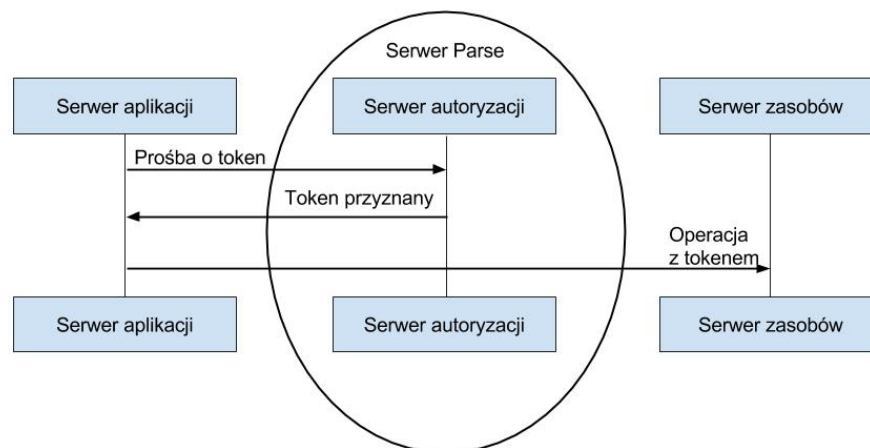 Serwer Parse
Serwer aplikacji
Serwer autoryzacji
Serwer zasobów
Prośba o token
Token przyznany
Operacja
z tokenem
Serwer aplikacji
Serwer autoryzacji
Serwer zasobów